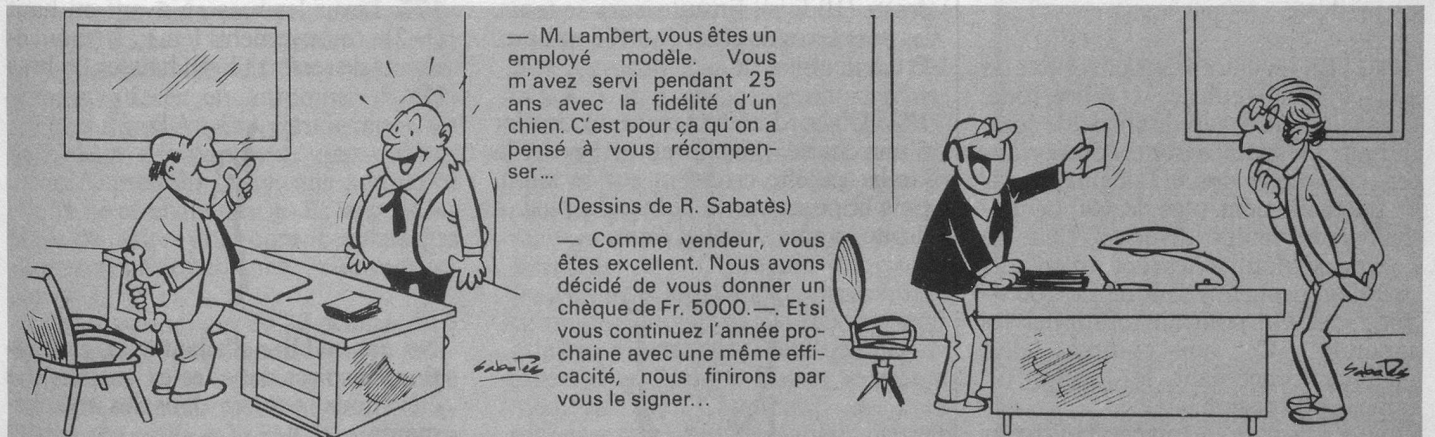 — M. Lambert, vous êtes un
employé modèle. Vous
m'avez servi pendant 25
ans avec la fidélité d'un
chien. C'est pour ça qu'on a
pensé à vous récompen-
ser...
(Dessins de R. Sabatès)
— Comme vendeur, vous
êtes excellent. Nous avons
décidé de vous donner un
chèque de Fr. 5000.—. Et si
vous continuez l'année pro-
chaine avec une même effi-
cacité, nous finirons par
vous le signer...
Sabatès
Sabatès